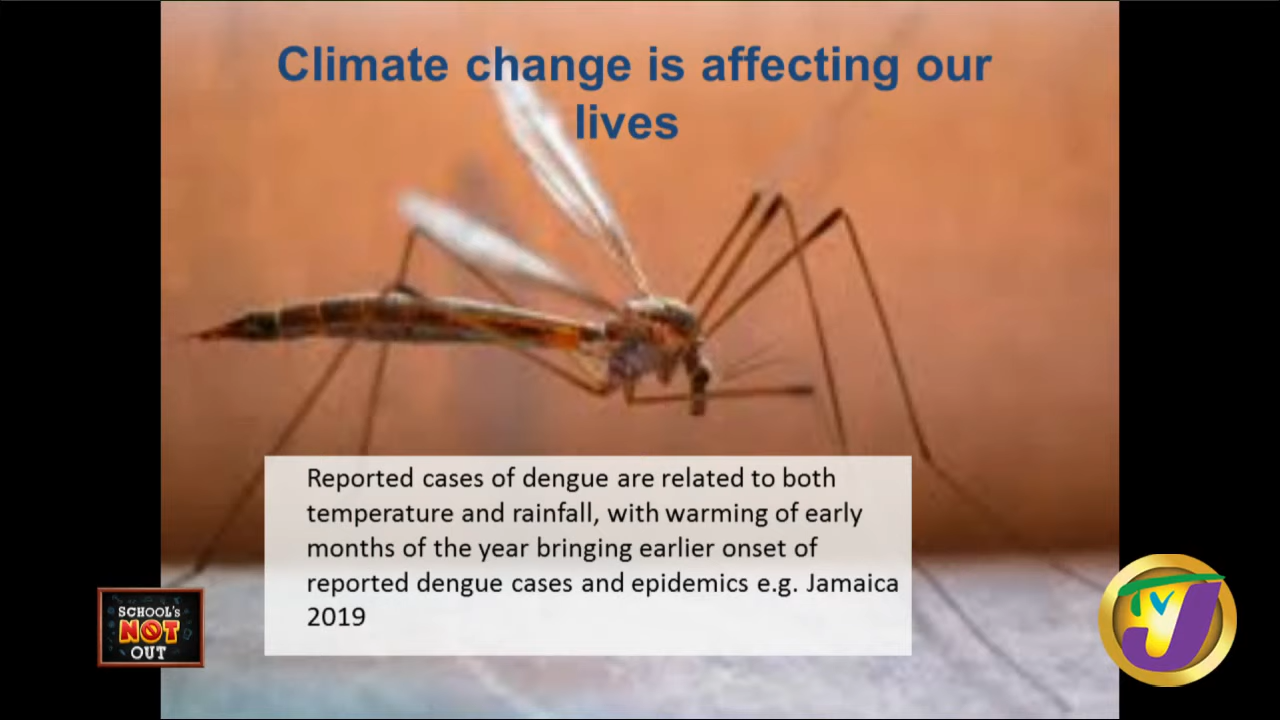 Climate change is affecting our
lives
Reported cases of dengue are related to both
temperature and rainfall, with warming of early
months of the year bringing earlier onset of
reported dengue cases and epidemics e.g. Jamaica
2019
SCHOOL's
NOT
OUT
TVJ